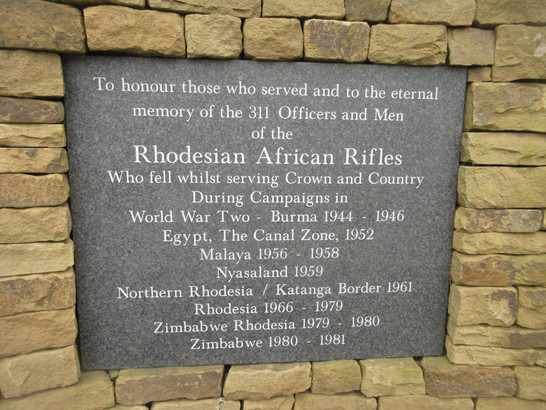 To honour those who served and to the eternal
memory of the 311 Officers and Men
of the
Rhodesian African Rifles
Who fell whilst serving Crown and Country
During Campaigns in
World War Two - Burma 1944 - 1946
Egypt, The Canal Zone, 1952
Malaya 1956 - 1958
Nyasaland 1959
Northern Rhodesia / Katanga Border 1961
Rhodesia 1966 - 1979
Zimbabwe Rhodesia 1979 - 1980
Zimbabwe 1980 - 1981